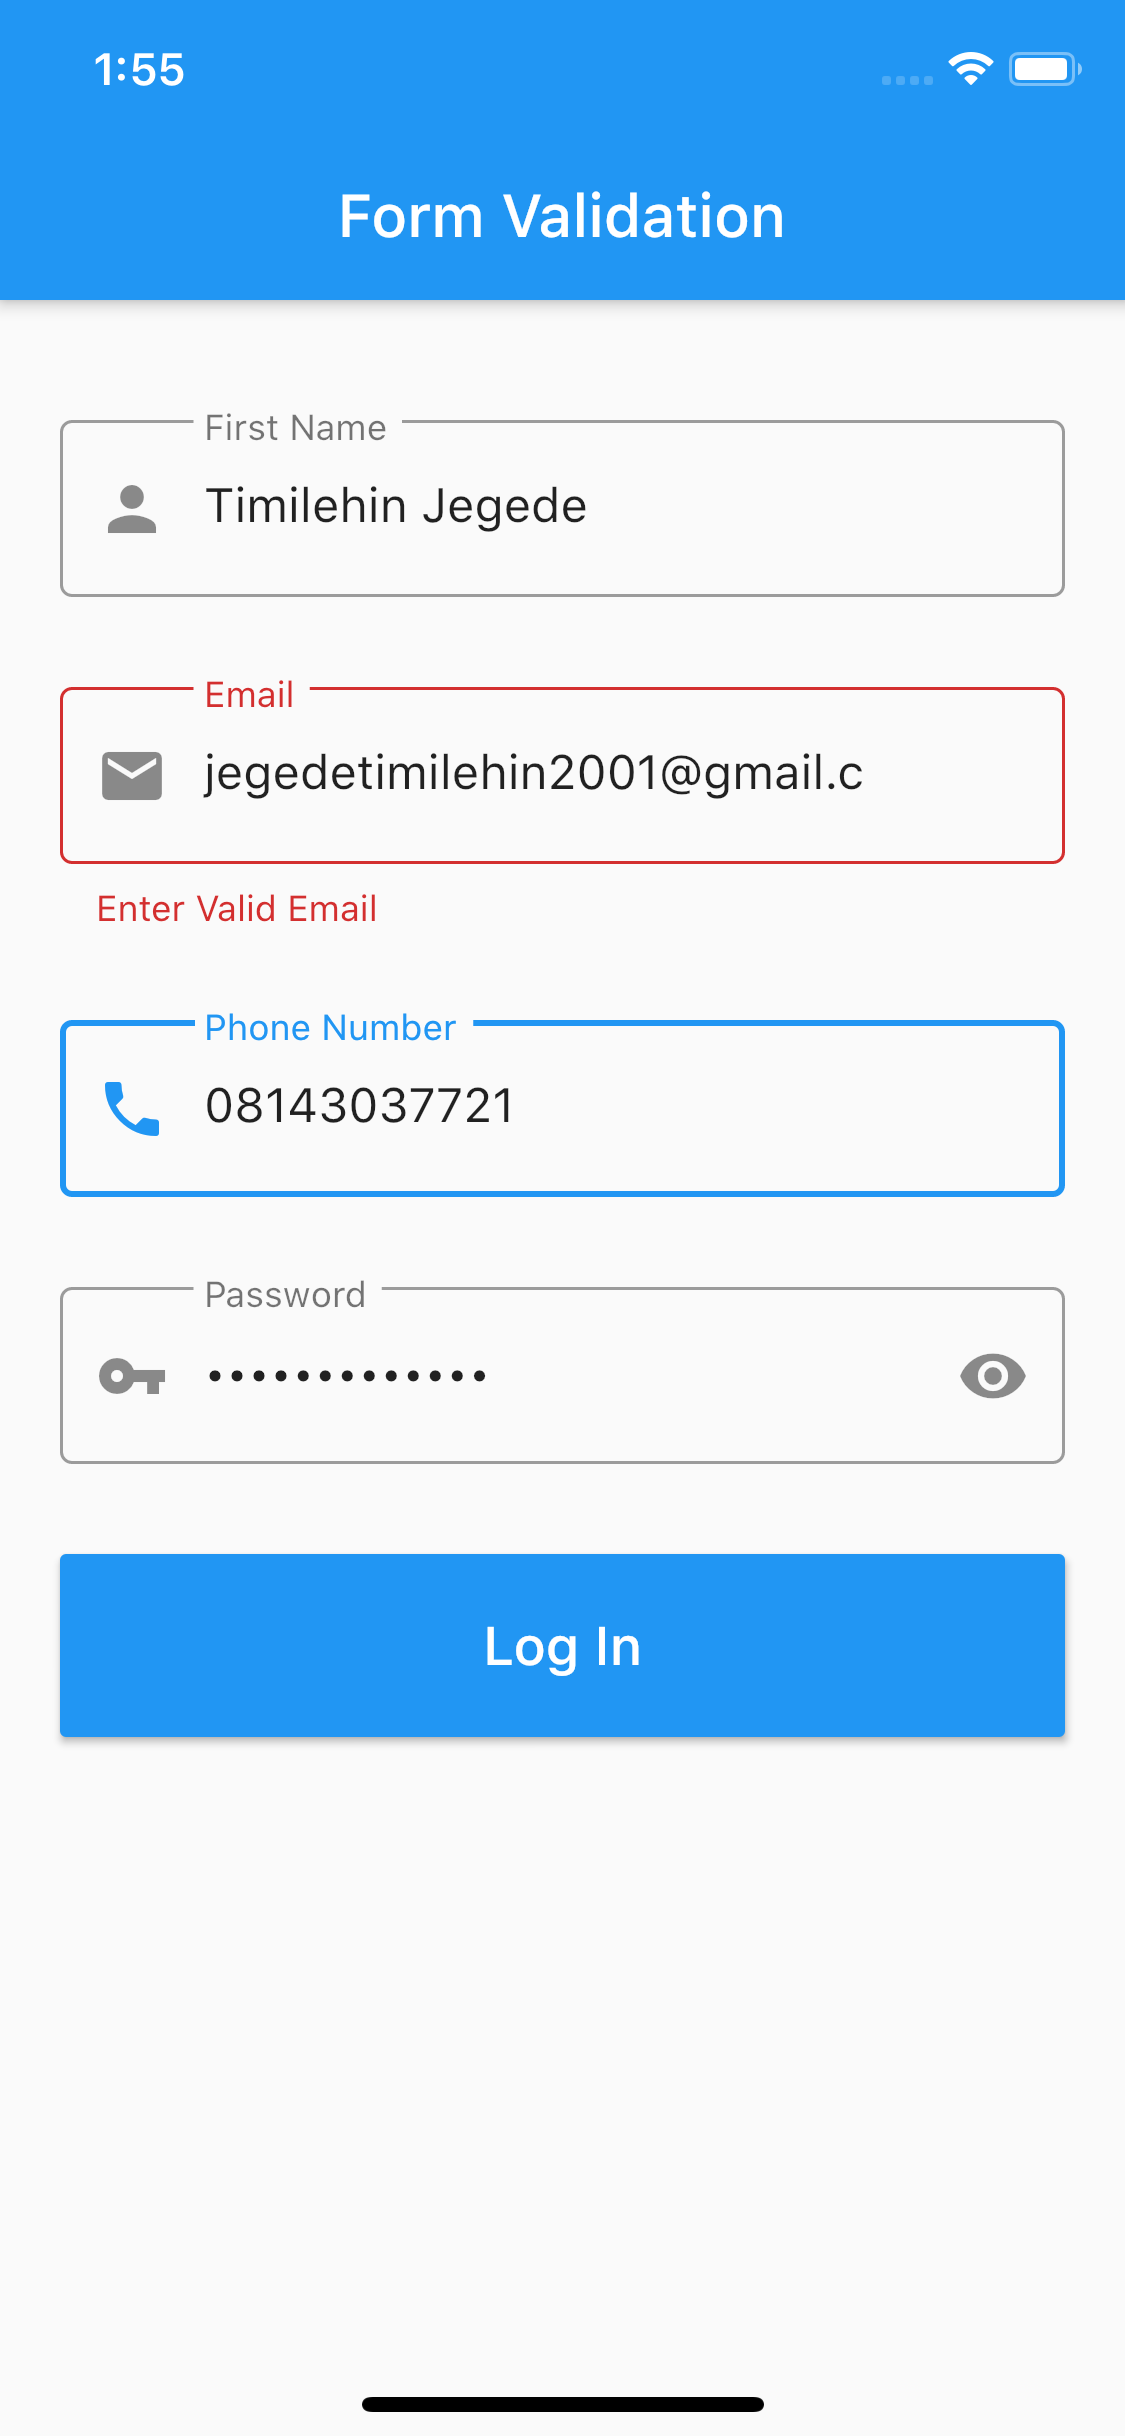 1:55
Form Validation
First Name
Timilehin Jegede
Email
jegedetimilehin2001@gmail.c
Enter Valid Email
Phone Number
08143037721
Password
•••••••••••••
Log In